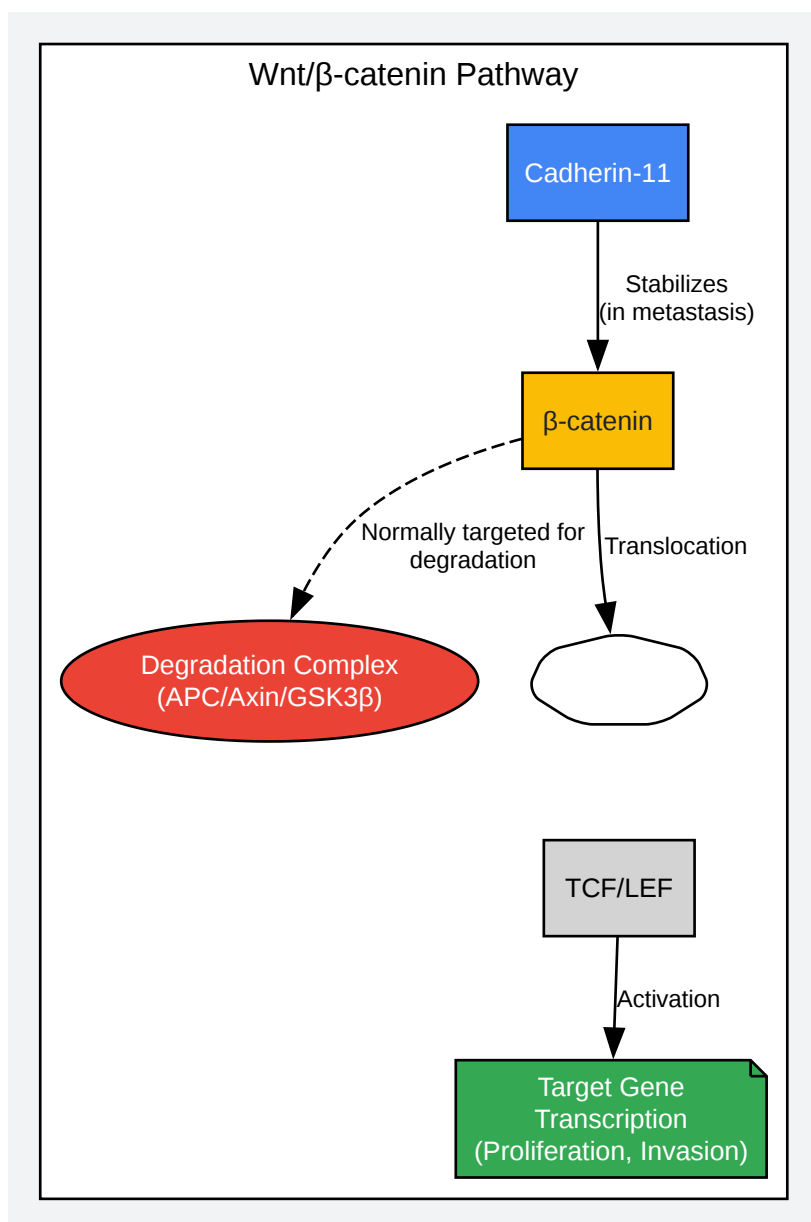 Wnt/β-catenin Pathway
Cadherin-11
Stabilizes
(in metastasis)
β-catenin
Normally targeted for
degradation
Translocation
Degradation Complex
(APC/Axin/GSK3β)
TCF/LEF
Activation
Target Gene
Transcription
(Proliferation, Invasion)